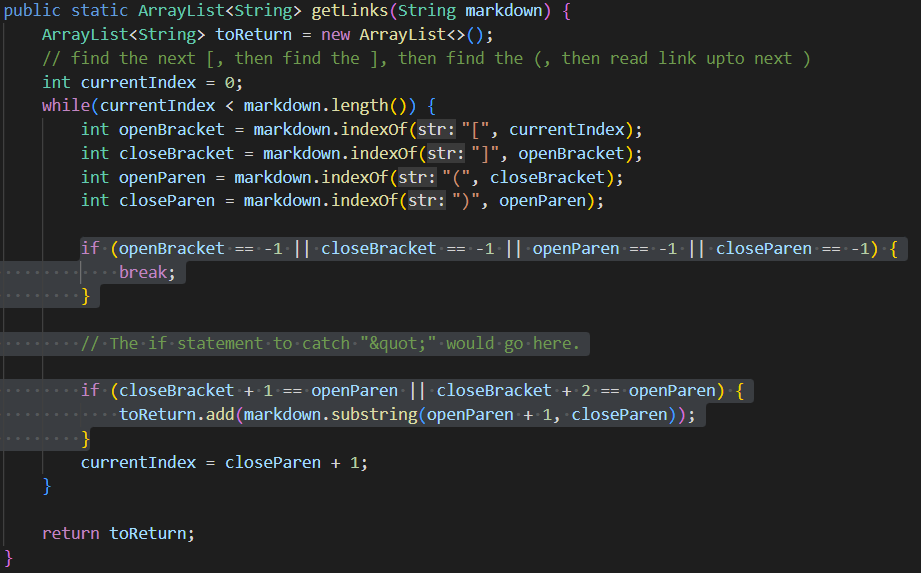 public static ArrayList<String> getLinks(String markdown) {
    ArrayList<String> toReturn = new ArrayList<>();
    // find the next [, then find the ], then find the (, then read link upto next )
    int currentIndex = 0;
    while(currentIndex < markdown.length()) {
        int openBracket = markdown.indexOf(str: "[", currentIndex);
        int closeBracket = markdown.indexOf(str: "]", openBracket);
        int openParen = markdown.indexOf(str: "(", closeBracket);
        int closeParen = markdown.indexOf(str: ")", openParen);

        if (openBracket == -1 || closeBracket == -1 || openParen == -1 || closeParen == -1) {
            break;
        }

        // The if statement to catch "&quot;" would go here.

        if (closeBracket + 1 == openParen || closeBracket + 2 == openParen) {
            toReturn.add(markdown.substring(openParen + 1, closeParen));
        }
        currentIndex = closeParen + 1;
    }

    return toReturn;
}